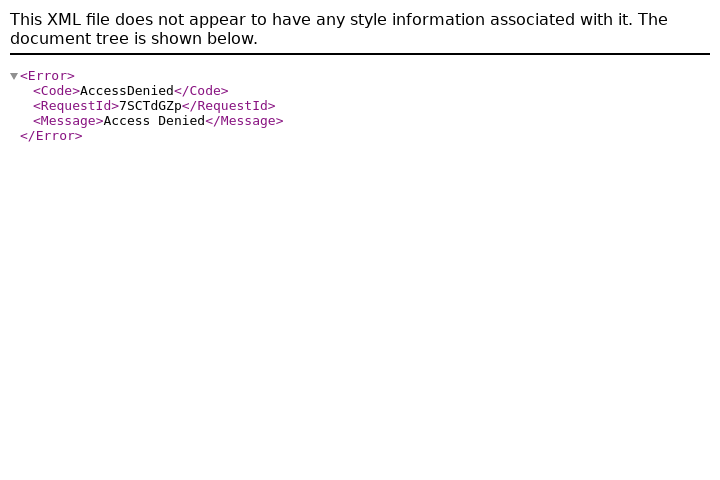 This XML file does not appear to have any style information associated with it. The
document tree is shown below.
<Error>
<Code>AccessDenied</Code>
<RequestId>7SCTdGZp</RequestId>
<Message>Access Denied</Message>
</Error>